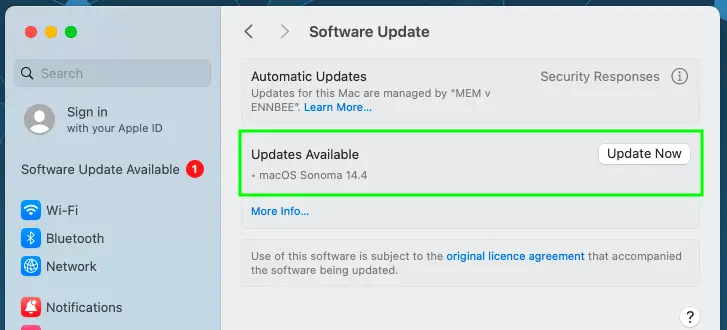 Software Update
Search
Sign in
with your Apple ID
Software Update Available 1
Wi-Fi
Bluetooth
Network
Notifications
Automatic Updates
Security Responses
Updates for this Mac are managed by “MEM v
ENNBEE”. Learn More...
Updates Available
Update Now
• macOS Sonoma 14.4
More Info...
Use of this software is subject to the original licence agreement that accompanied
the software being updated.
?